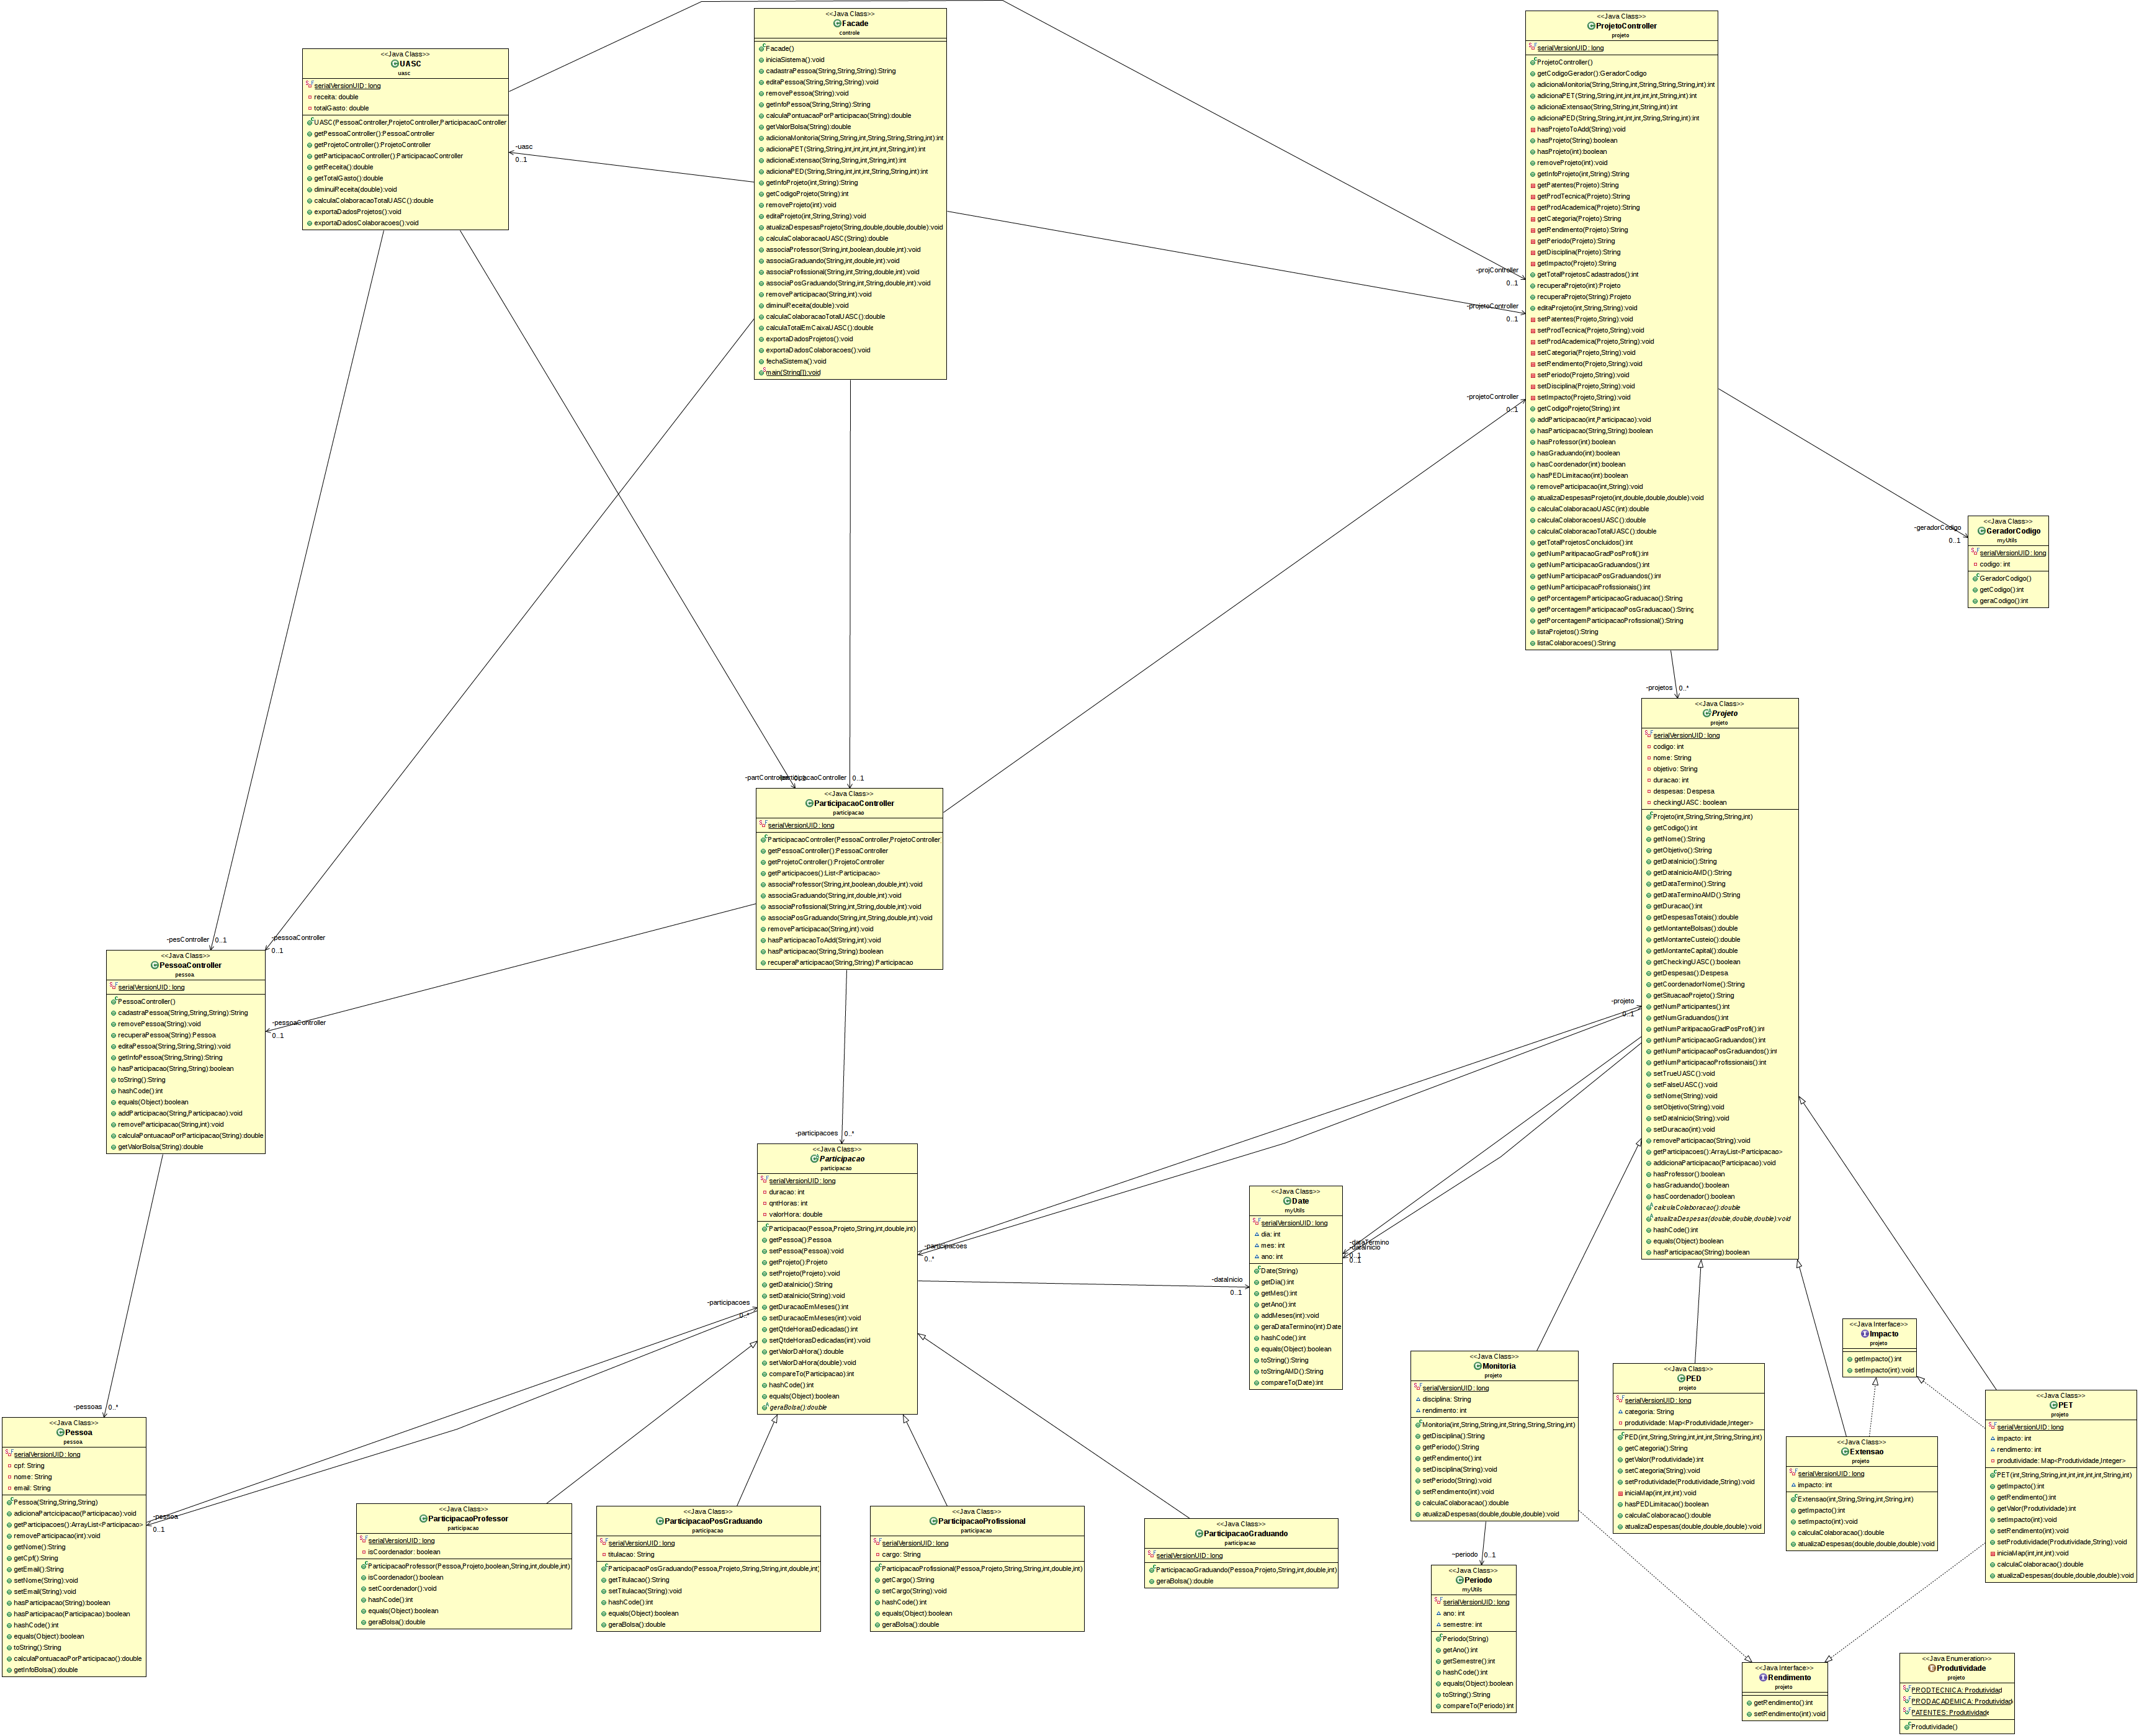 <<Java Class>>
UASC
uasc
serialVersionUID: long
receita: double
totalGasto: double
UASC(PessoaController,ProjetoController,ParticipacaoController
getPessoaController():PessoaController
getProjetoController():ProjetoController
getParticipacaoController():ParticipacaoController
getReceita():double
getTotalGasto():double
diminuiReceita(double):void
calculaColaboracaoTotalUASC():double
exportaDadosProjetos():void
exportaDadosColaboracoes():void
<<Java Class>>
Facade
controle
Facade()
iniciaSistema():void
cadastraPessoa(String,String,String):String
editaPessoa(String,String,String):void
removePessoa(String):void
getInfoPessoa(String,String):String
calculaPontuacaoPorParticipacao(String):double
getValorBolsa(String):double
adicionaMonitoria(String,String,int,String,String,String,int):int
adicionaPET(String,String,int,int,int,int,int,String,int):int
adicionaExtensao(String,String,int,String,int):int
adicionaPED(String,String,int,int,int,String,String,int):int
getInfoProjeto(int,String):String
getCodigoProjeto(String):int
removeProjeto(int):void
editaProjeto(int,String,String):void
atualizaDespesasProjeto(String,double,double,double):void
calculaColaboracaoUASC(String):double
associaProfessor(String,int,boolean,double,int):void
associaGraduando(String,int,double,int):void
associaProfissional(String,int,String,double,int):void
associaPosGraduando(String,int,String,double,int):void
removeParticipacao(String,int):void
diminuiReceita(double):void
calculaColaboracaoTotalUASC():double
calculaTotalEmCaixaUASC():double
exportaDadosProjetos():void
exportaDadosColaboracoes():void
fechaSistema():void
main(String[]):void
<<Java Class>>
ProjetoController
projeto
serialVersionUID: long
ProjetoController()
getCodigoGerador():GeradorCodigo
adicionaMonitoria(String,String,int,String,String,String,int):int
adicionaPET(String,String,int,int,int,int,int,String,int):int
adicionaExtensao(String,String,int,String,int):int
adicionaPED(String,String,int,int,int,String,String,int):int
hasProjetoToAdd(String):void
hasProjeto(String):boolean
hasProjeto(int):boolean
removeProjeto(int):void
getInfoProjeto(int,String):String
getPatentes(Projeto):String
getProdTecnica(Projeto):String
getProdAcademica(Projeto):String
getCategoria(Projeto):String
getRendimento(Projeto):String
getPeriodo(Projeto):String
getDisciplina(Projeto):String
getImpacto(Projeto):String
getTotalProjetosCadastrados():int
recuperaProjeto(int):Projeto
recuperaProjeto(String):Projeto
editaProjeto(int,String,String):void
setPatentes(Projeto,String):void
setProdTecnica(Projeto,String):void
setProdAcademica(Projeto,String):void
setCategoria(Projeto,String):void
setRendimento(Projeto,String):void
setPeriodo(Projeto,String):void
setDisciplina(Projeto,String):void
setImpacto(Projeto,String):void
getCodigoProjeto(String):int
addParticipacao(int,Participacao):void
hasParticipacao(String,String):boolean
hasProfessor(int):boolean
hasGraduando(int):boolean
hasCoordenador(int):boolean
hasPEDLimitacao(int):boolean
removeParticipacao(int,String):void
atualizaDespesasProjeto(int,double,double,double):void
calculaColaboracaoUASC(int):double
calculaColaboracoesUASC():double
calculaColaboracaoTotalUASC():double
getTotalProjetosConcluidos():int
getNumParitipacaoGradPosProfi():int
getNumParticipacaoGraduandos():int
getNumParticipacaoPosGraduandos():int
getNumParticipacaoProfissionais():int
getPorcentagemParticipacaoGraduacao():String
getPorcentagemParticipacaoPosGraduacao():String
getPorcentagemParticipacaoProfissional():String
listaProjetos():String
listaColaboracoes():String
-uasc
0..1
-projController
0..1
-projetoController
0..1
-projetoController
0..1
-geradorCodigo
0..1
<<Java Class>>
GeradorCodigo
myUtils
serialVersionUID: long
codigo: int
GeradorCodigo()
getCodigo():int
geraCodigo():int
-projetos 0..*
<<Java Class>>
Projeto
projeto
serialVersionUID: long
codigo: int
nome: String
objetivo: String
duracao: int
despesas: Despesa
checkingUASC: boolean
Projeto(int,String,String,String,int)
getCodigo():int
getNome():String
getObjetivo():String
getDataInicio():String
getDataInicioAMD():String
getDataTermino():String
getDataTerminoAMD():String
getDuracao():int
getDespesasTotais():double
getMontanteBolsas():double
getMontanteCusteio():double
getMontanteCapital():double
getCheckingUASC():boolean
getDespesas():Despesa
getCoordenadorNome():String
getSituacaoProjeto():String
getNumParticipantes():int
getNumGraduandos():int
getNumParitipacaoGradPosProfi():int
getNumParticipacaoGraduandos():int
getNumParticipacaoPosGraduandos():int
getNumParticipacaoProfissionais():int
setTrueUASC():void
setFalseUASC():void
setNome(String):void
setObjetivo(String):void
setDataInicio(String):void
setDuracao(int):void
removeParticipacao(String):void
getParticipacoes():ArrayList<Participacao>
addicionaParticipacao(Participacao):void
hasProfessor():boolean
hasGraduando():boolean
hasCoordenador():boolean
calculaColaboracao():double
atualizaDespesas(double,double,double):void
hashCode():int
equals(Object):boolean
hasParticipacao(String):boolean
-partController
0..1
<<Java Class>>
ParticipacaoController
participacao
serialVersionUID: long
ParticipacaoController(PessoaController,ProjetoController)
getPessoaController():PessoaController
getProjetoController():ProjetoController
getParticipacoes():List<Participacao>
associaProfessor(String,int,boolean,double,int):void
associaGraduando(String,int,double,int):void
associaProfissional(String,int,String,double,int):void
associaPosGraduando(String,int,String,double,int):void
removeParticipacao(String,int):void
hasParticipacaoToAdd(String,int):void
hasParticipacao(String,String):boolean
recuperaParticipacao(String,String):Participacao
-pesController 0..1
-pessoaController
0..1
<<Java Class>>
PessoaController
pessoa
serialVersionUID: long
PessoaController()
cadastraPessoa(String,String,String):String
removePessoa(String):void
recuperaPessoa(String):Pessoa
editaPessoa(String,String,String):void
getInfoPessoa(String,String):String
hasParticipacao(String,String):boolean
toString():String
hashCode():int
equals(Object):boolean
addParticipacao(String,Participacao):void
removeParticipacao(String,int):void
calculaPontuacaoPorParticipacao(String):double
getValorBolsa(String):double
-pessoaController
0..1
-projeto
0..1
-participacoes 0..*
<<Java Class>>
Participacao
participacao
serialVersionUID: long
duracao: int
qntHoras: int
valorHora: double
Participacao(Pessoa,Projeto,String,int,double,int)
getPessoa():Pessoa
setPessoa(Pessoa):void
getProjeto():Projeto
setProjeto(Projeto):void
getDataInicio():String
setDataInicio(String):void
getDuracaoEmMeses():int
setDuracaoEmMeses(int):void
getQtdeHorasDedicadas():int
setQtdeHorasDedicadas(int):void
getValorDaHora():double
setValorDaHora(double):void
compareTo(Participacao):int
hashCode():int
equals(Object):boolean
geraBolsa():double
-participacoes
0..*
-dataInicio
0..1
<<Java Class>>
Date
myUtils
serialVersionUID: long
dia: int
mes: int
ano: int
Date(String)
getDia():int
getMes():int
getAno():int
addMeses(int):void
geraDataTermino(int):Date
hashCode():int
equals(Object):boolean
toString():String
toStringAMD():String
compareTo(Date):int
-dataTermino
0..1
-dataInicio
0..1
-participacoes
0..*
-pessoas 0..*
<<Java Class>>
Pessoa
pessoa
serialVersionUID: long
cpf: String
nome: String
email: String
Pessoa(String,String,String)
adicionaPartcicipacao(Participacao):void
getParticipacoes():ArrayList<Participacao>
removeParticipacao(int):void
getNome():String
getCpf():String
getEmail():String
setNome(String):void
setEmail(String):void
hasParticipacao(String):boolean
hasParticipacao(Participacao):boolean
hashCode():int
equals(Object):boolean
toString():String
calculaPontuacaoPorParticipacao():double
getInfoBolsa():double
-pessoa
0..1
<<Java Class>>
ParticipacaoProfessor
participacao
serialVersionUID: long
isCoordenador: boolean
ParticipacaoProfessor(Pessoa,Projeto,boolean,String,int,double,int)
isCoordenador():boolean
setCoordenador():void
hashCode():int
equals(Object):boolean
geraBolsa():double
<<Java Class>>
ParticipacaoPosGraduando
participacao
serialVersionUID: long
titulacao: String
ParticipacaoPosGraduando(Pessoa,Projeto,String,String,int,double,int)
getTitulacao():String
setTitulacao(String):void
hashCode():int
equals(Object):boolean
geraBolsa():double
<<Java Class>>
ParticipacaoProfissional
participacao
serialVersionUID: long
cargo: String
ParticipacaoProfissional(Pessoa,Projeto,String,String,int,double,int)
getCargo():String
setCargo(String):void
hashCode():int
equals(Object):boolean
geraBolsa():double
<<Java Class>>
ParticipacaoGraduando
participacao
serialVersionUID: long
ParticipacaoGraduando(Pessoa,Projeto,String,int,double,int)
geraBolsa():double
<<Java Class>>
Monitoria
projeto
serialVersionUID: long
disciplina: String
rendimento: int
Monitoria(int,String,String,int,String,String,String,int)
getDisciplina():String
getPeriodo():String
getRendimento():int
setDisciplina(String):void
setPeriodo(String):void
setRendimento(int):void
calculaColaboracao():double
atualizaDespesas(double,double,double):void
-periodo 0..1
<<Java Class>>
Periodo
myUtils
serialVersionUID: long
ano: int
semestre: int
Periodo(String)
getAno():int
getSemestre():int
hashCode():int
equals(Object):boolean
toString():String
compareTo(Periodo):int
<<Java Class>>
PED
projeto
serialVersionUID: long
categoria: String
produtividade: Map<Produtividade,Integer>
PED(int,String,String,int,int,int,String,String,int)
getCategoria():String
getValor(Produtividade):int
setCategoria(String):void
setProdutividade(Produtividade,String):void
iniciaMap(int,int,int):void
hasPEDLimitacao():boolean
calculaColaboracao():double
atualizaDespesas(double,double,double):void
<<Java Interface>>
Impacto
projeto
getImpacto():int
setImpacto(int):void
<<Java Class>>
Extensao
projeto
serialVersionUID: long
impacto: int
Extensao(int,String,String,int,String,int)
getImpacto():int
setImpacto(int):void
calculaColaboracao():double
atualizaDespesas(double,double,double):void
<<Java Class>>
PET
projeto
serialVersionUID: long
impacto: int
rendimento: int
produtividade: Map<Produtividade,Integer>
PET(int,String,String,int,int,int,int,int,String,int)
getImpacto():int
getRendimento():int
getValor(Produtividade):int
setImpacto(int):void
setRendimento(int):void
setProdutividade(Produtividade,String):void
iniciaMap(int,int,int):void
calculaColaboracao():double
atualizaDespesas(double,double,double):void
<<Java Interface>>
Rendimento
projeto
getRendimento():int
setRendimento(int):void
<<Java Enumeration>>
Produtividade
projeto
PRODTECNICA: Produtividad
PRODACADEMICA: Produtividad
PATENTES: Produtividade
Produtividade()